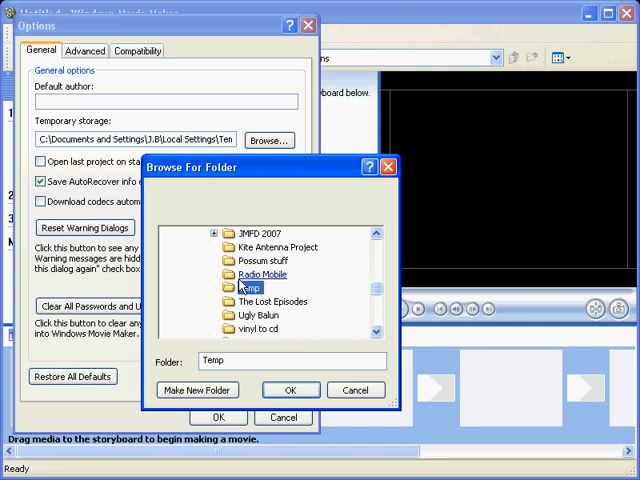 Untitled - Windows Movie Maker
Options
General
Advanced
Compatibility
ns
General options
Default author:
yboard below.
Temporary storage:
C:\Documents and Settings\J.B\Local Settings\Ten
Browse...
Open last project on sta
Browse For Folder
Save AutoRecover info e
Download codecs autom
Reset Warning Dialogs
Click this button to see any
Warning messages are hidd
this dialog again" check box
Clear All Passwords and U
Click this button to clear any
into Windows Movie Maker.
Restore All Defaults
JMFD 2007
Kite Antenna Project
Possum stuff
Radio Mobile
Temp
The Lost Episodes
Ugly Balun
vinyl to cd
Folder:
Temp
Make New Folder
OK
Cancel
OK
Cancel
Drag media to the storyboard to begin making a movie.
Ready